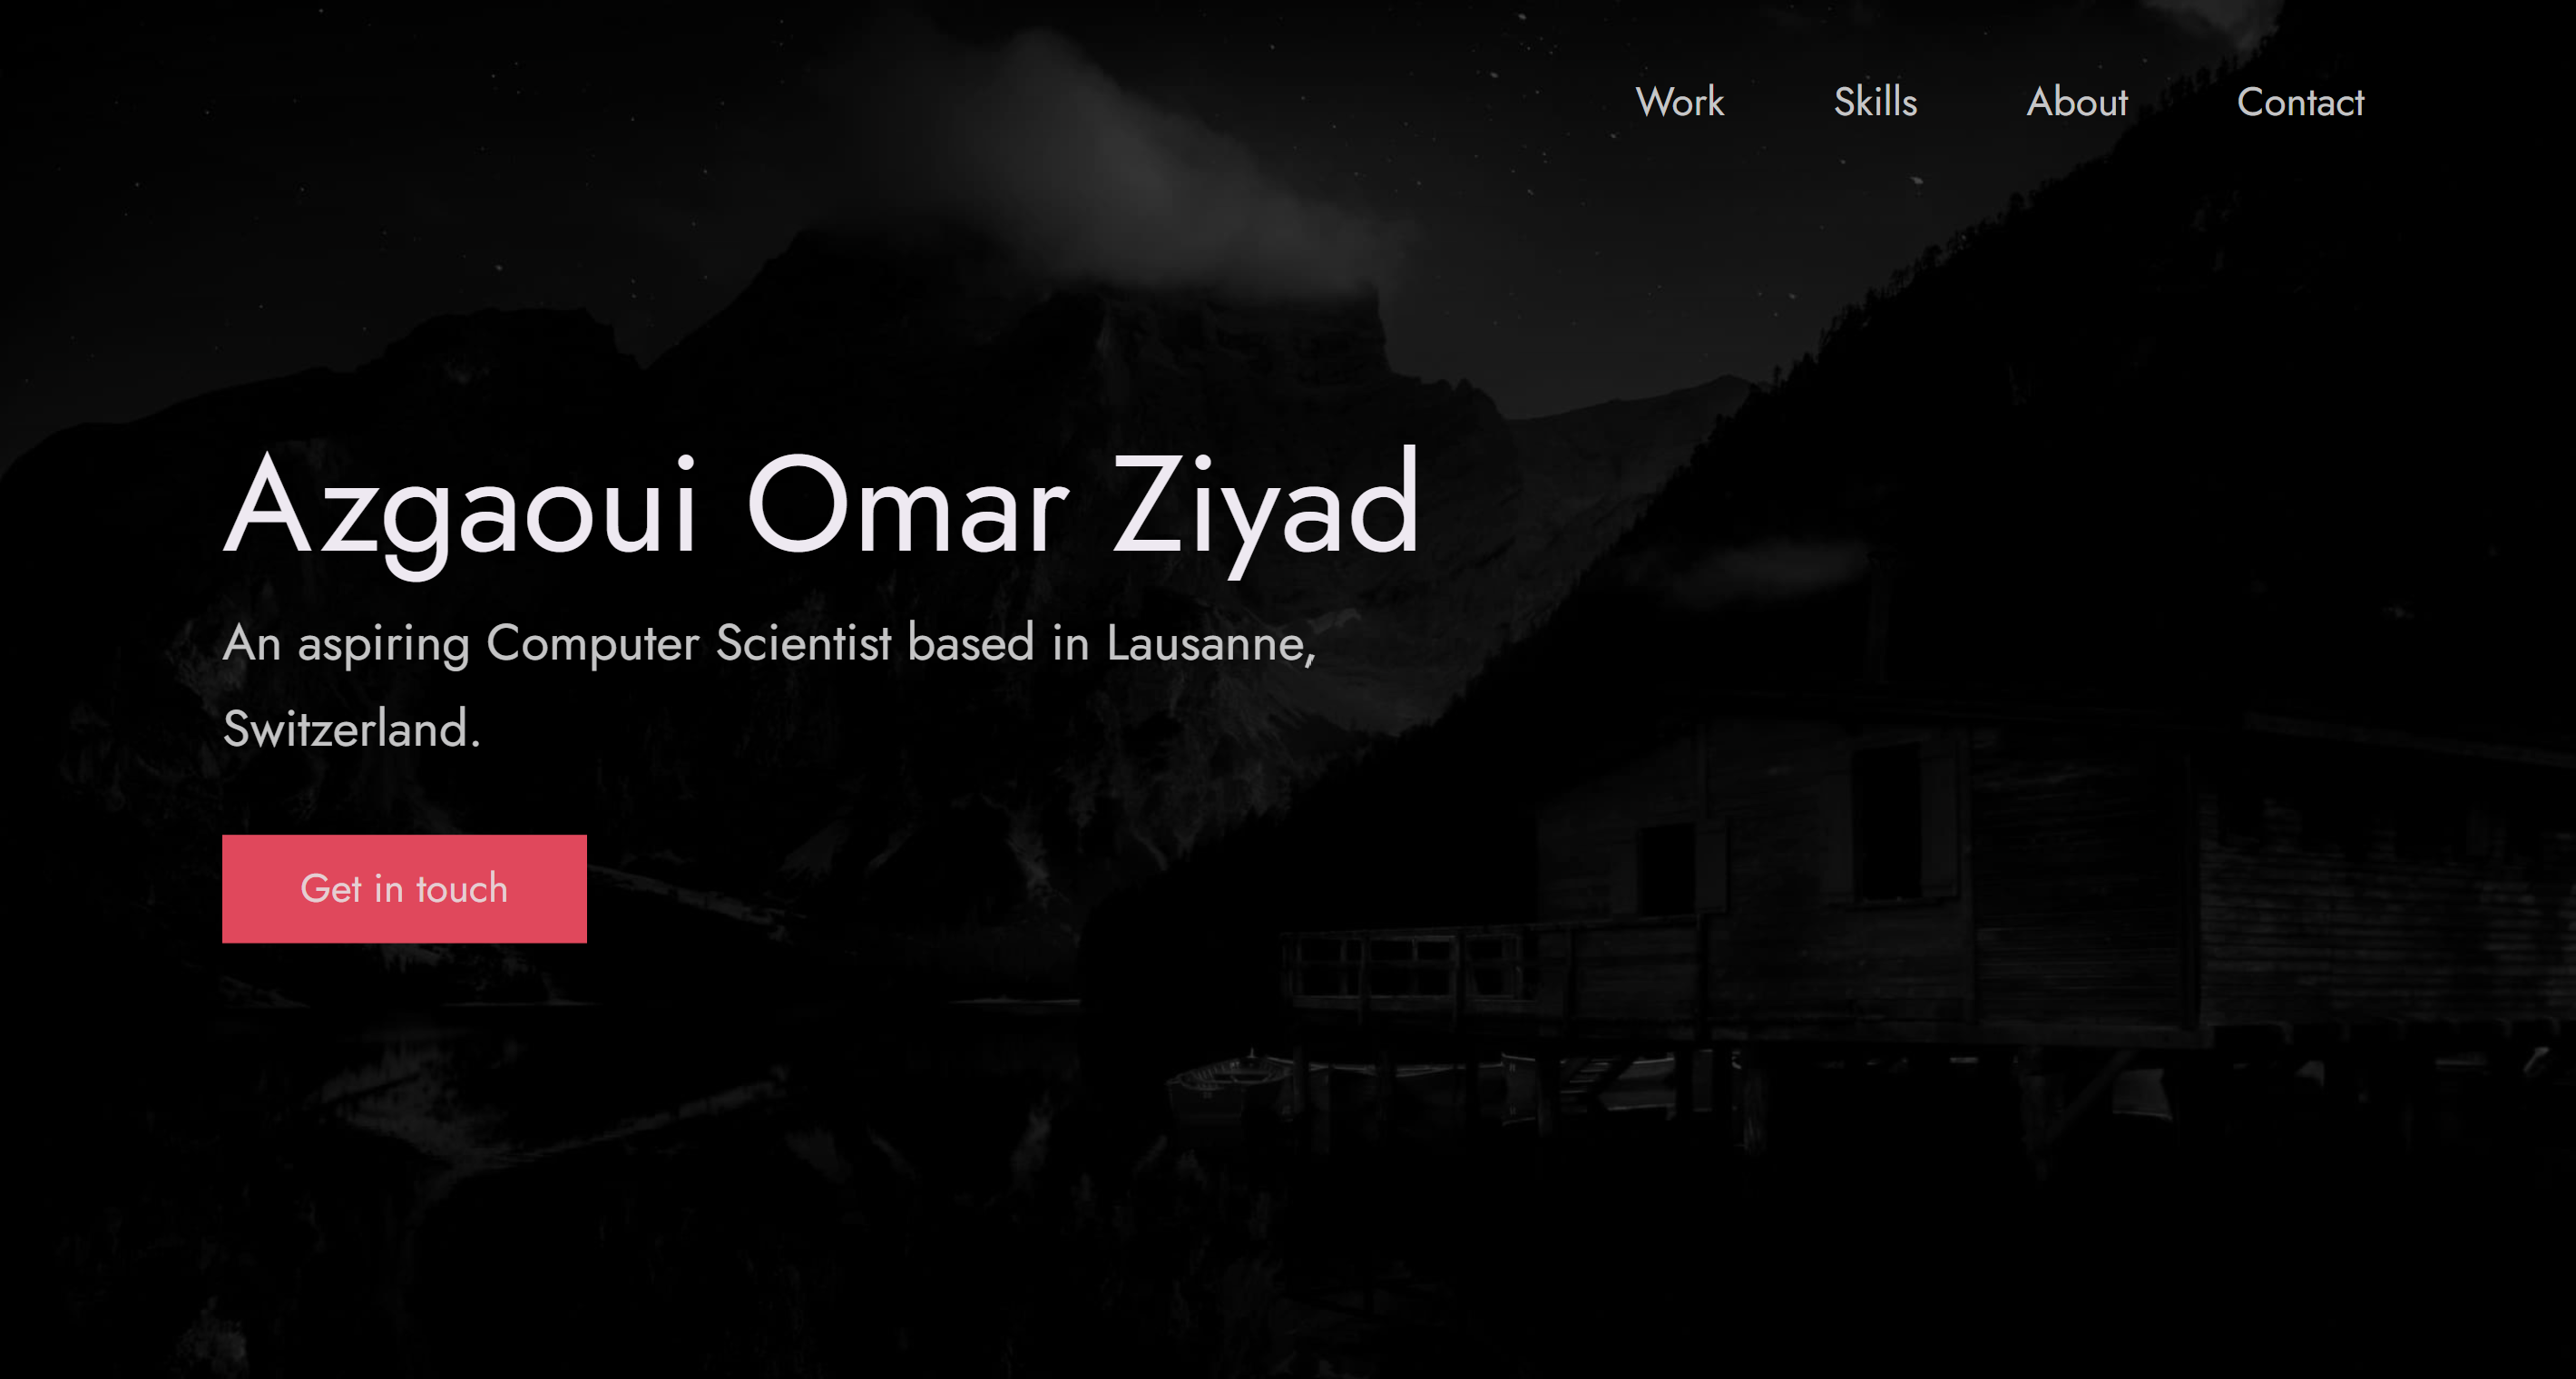 Work Skills About Contact
Azgaoui Omar Ziyad
An aspiring Computer Scientist based in Lausanne,
Switzerland.
Get in touch